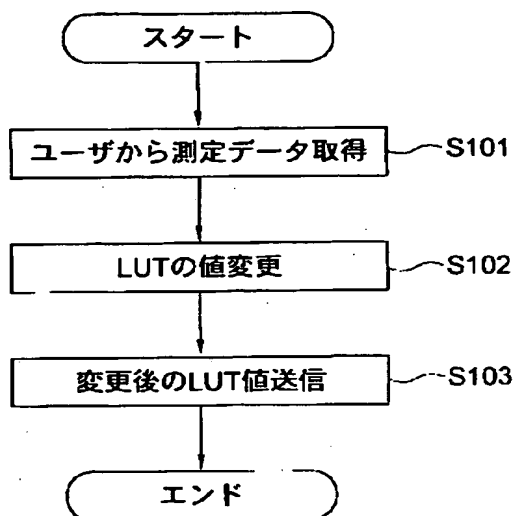 スタート
ユーザから測定データ取得 S101
LUTの値変更 S102
変更後のLUT値送信 S103
エンド